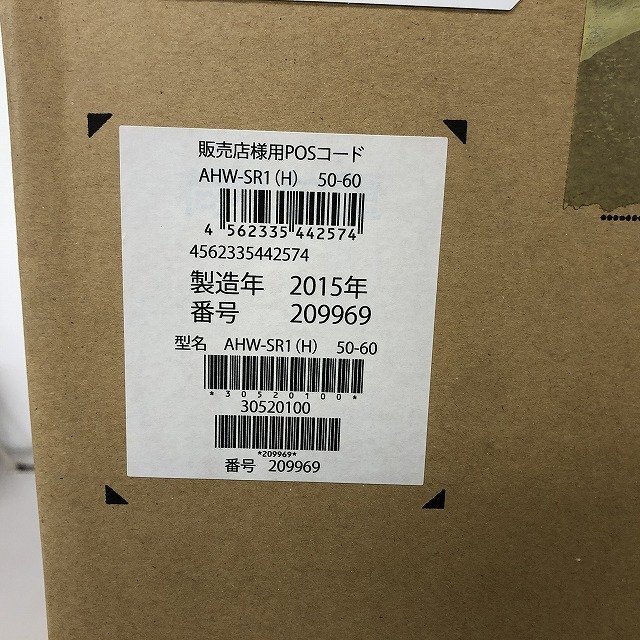 販売店様用POSコード
AHW-SR1(H) 50-60
4 562335 442574
4562335442574
製造年 2015年
番号 209969
型名 AHW-SR1(H) 50-60
*30520100*
30520100
*209969*
番号 209969